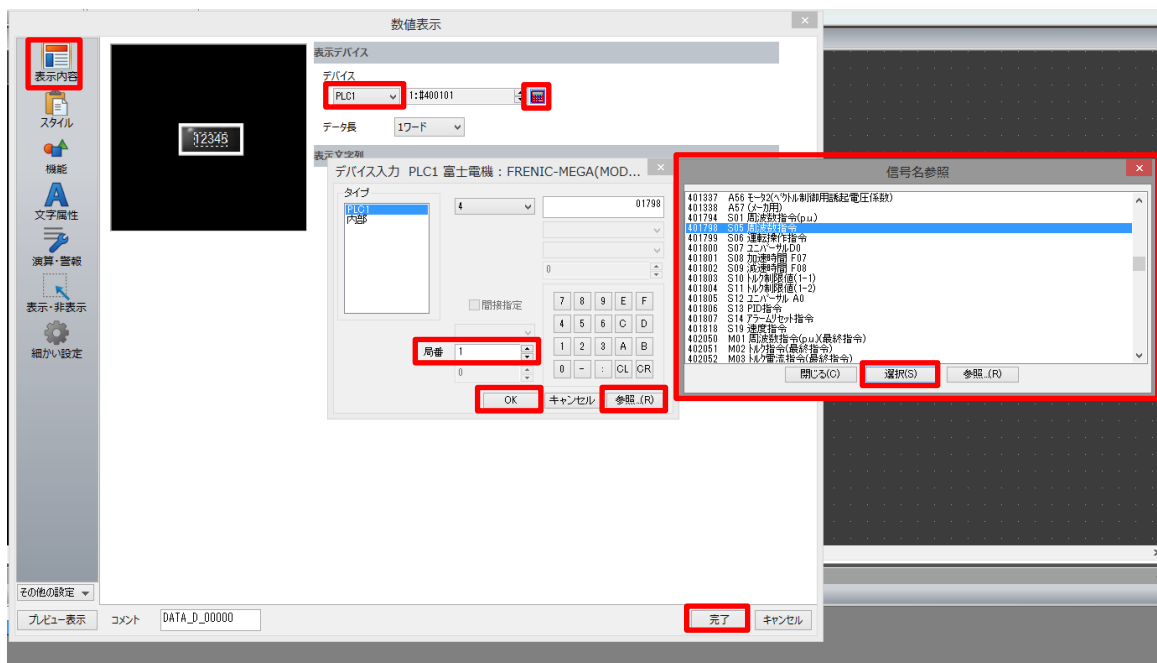 数値表示
表示内容
スタイル
機能
文字属性
演算・警報
表示・非表示
細かい設定
その他の設定
12345
表示デバイス
デバイス
PLC1
1:#400101
データ長
1ワード
表示文字列
デバイス入力 PLC1 富士電機：FRENIC-MEGA(MOD...
タイプ
PLC1
内部
4
01798
0
間接指定
7 8 9 E F
4 5 6 C D
1 2 3 A B
0 - : CL CR
局番 1
0
OK
キャンセル
参照...(R)
信号名参照
401337 A56 モータ2(ベクトル制御用誘起電圧係数)
401338 A57 (メーカ用)
401794 S01 周波数指令(p.u.)
401798 S05 周波数指令
401799 S06 運転操作指令
401800 S07 ユニバーサルDO
401801 S08 加速時間 F07
401802 S09 減速時間 F08
401803 S10 トルク制限値(1-1)
401804 S11 トルク制限値(1-2)
401805 S12 ユニバーサル AO
401806 S13 PID指令
401807 S14 アラームリセット指令
401818 S19 速度指令
402050 M01 周波数指令(p.u.)(最終指令)
402051 M02 トルク指令(最終指令)
402052 M03 トルク電流指令(最終指令)
閉じる(C)
選択(S)
参照...(R)
プレビュー表示
コメント
DATA_D_00000
完了
キャンセル